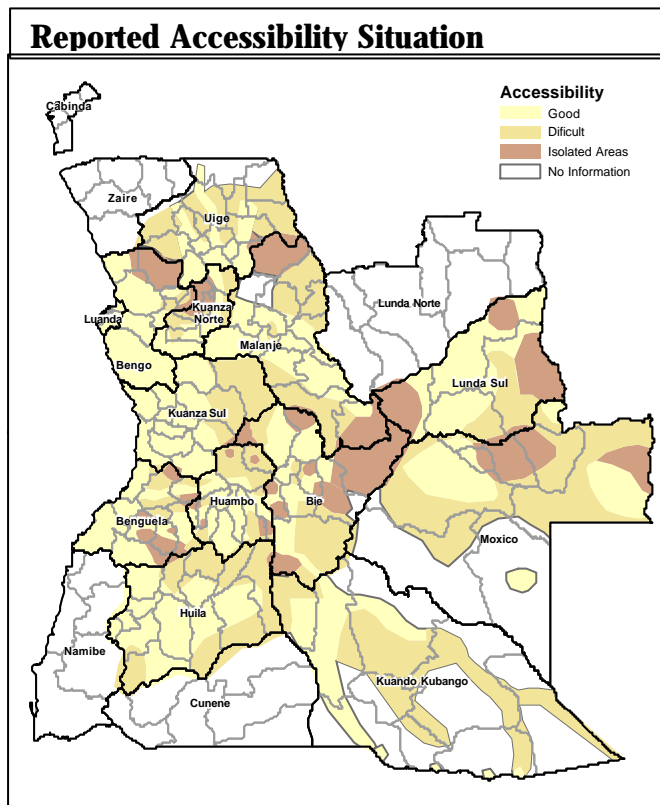 Reported Accessibility Situation
Accessibility
Good
Dificult
Isolated Areas
No Information
Cabinda
Zaire
Uige
Lunda Norte
Kuanza
Norte
Luanda
Malanje
Bengo
Lunda Sul
Kuanza Sul
Huambo
Bie
Benguela
Moxico
Huila
Namibe
Kuando Kubango
Cunene